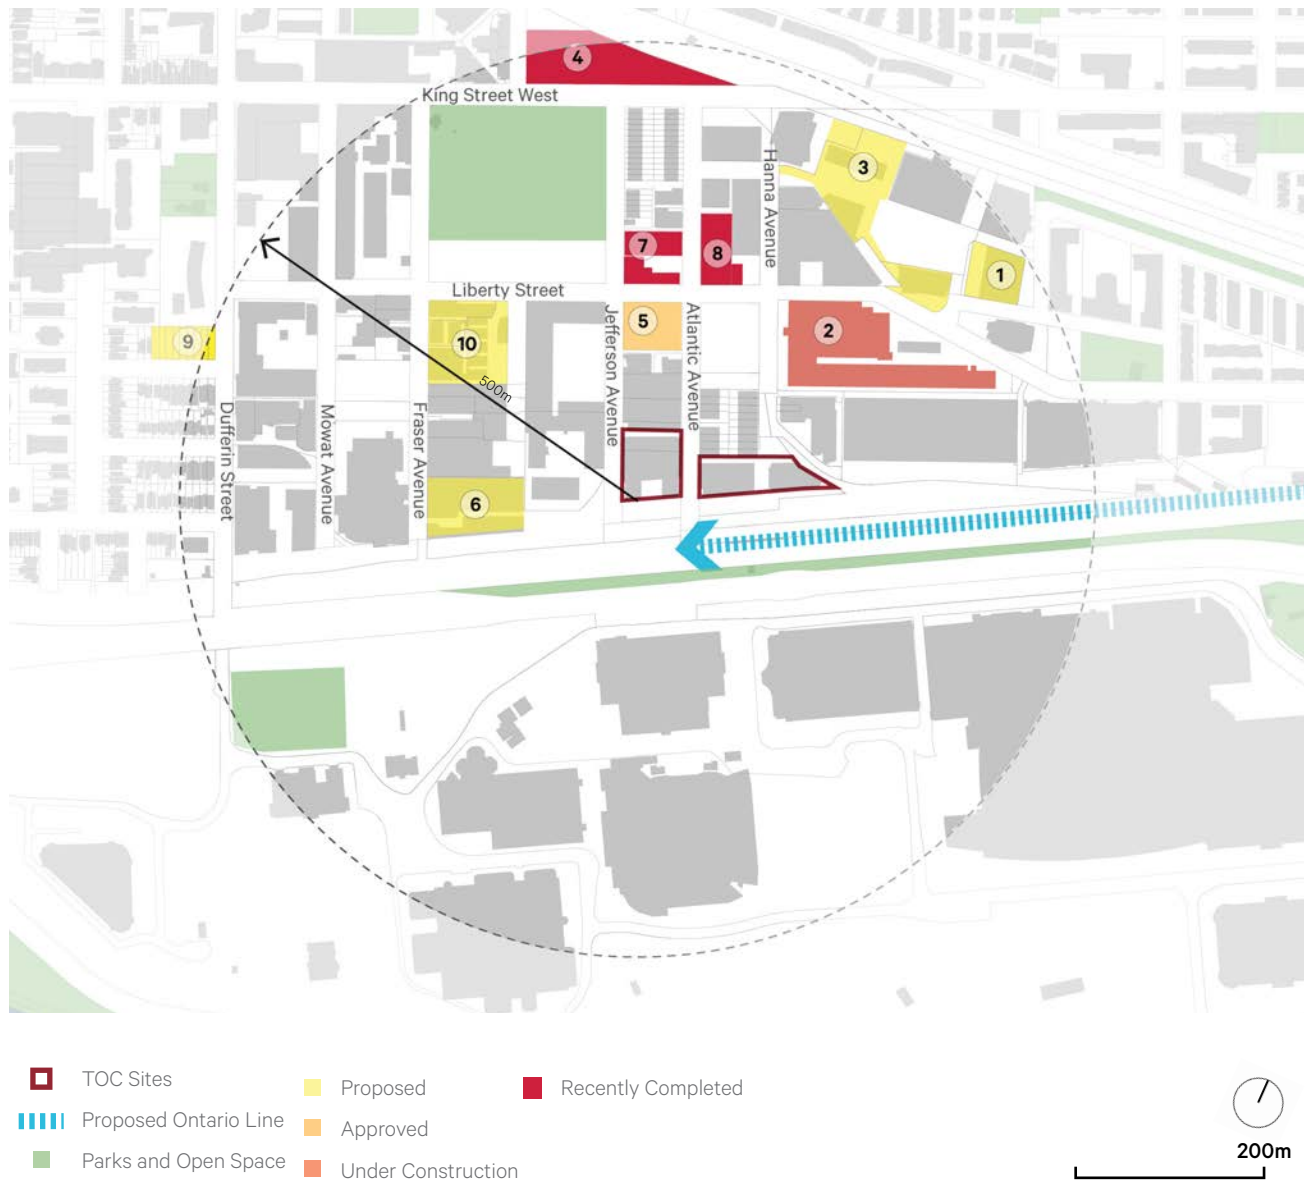 4
King Street West
3
Hanna Avenue
7
8
1
Liberty Street
5
2
9
10
500m
Jefferson Avenue
Atlantic Avenue
Dufferin Street
Mowat Avenue
Fraser Avenue
6
TOC Sites
Proposed Ontario Line
Parks and Open Space
Proposed
Approved
Under Construction
Recently Completed
200m